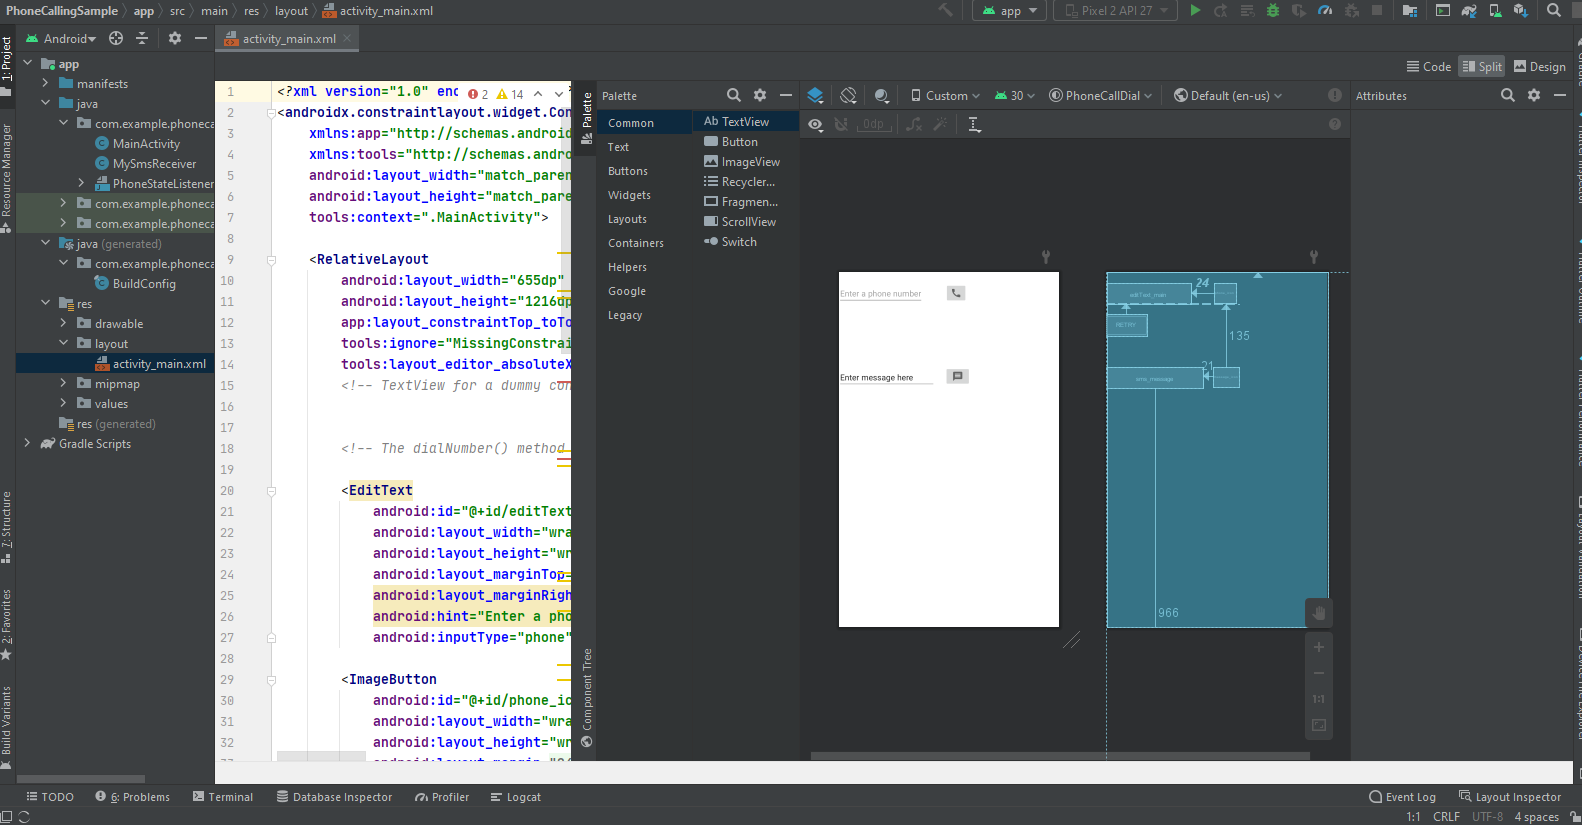 PhoneCallingSample app src main res layout activity_main.xml
app Pixel 2 API 27
Android
activity_main.xml
1: Project
Resource Manager
7: Structure
2: Favorites
Build Variants
app
manifests
java
com.example.phoneca
MainActivity
MySmsReceiver
PhoneStateListener
com.example.phoneca
com.example.phoneca
java (generated)
com.example.phoneca
BuildConfig
res
drawable
layout
activity_main.xml
mipmap
values
res (generated)
Gradle Scripts
Code Split Design
2 14
1 <?xml version="1.0" enc
2 <androidx.constraintlayout.widget.Con
3 xmlns:app="http://schemas.android
4 xmlns:tools="http://schemas.andro
5 android:layout_width="match_paren
6 android:layout_height="match_pare
7 tools:context=".MainActivity">
8
9 <RelativeLayout
10 android:layout_width="655dp"
11 android:layout_height="1216dp
12 app:layout_constraintTop_toTo
13 tools:ignore="MissingConstrai
14 tools:layout_editor_absoluteX
15 <!-- TextView for a dummy con
16
17
18 <!-- The dialNumber() method
19
20 <EditText
21 android:id="@+id/editText
22 android:layout_width="wra
23 android:layout_height="wr
24 android:layout_marginTop=
25 android:layout_marginRigh
26 android:hint="Enter a pho
27 android:inputType="phone"
28
29 <ImageButton
30 android:id="@+id/phone_ic
31 android:layout_width="wra
32 android:layout_height="wr
Palette
Component Tree
Palette
Common
Text
Buttons
Widgets
Layouts
Containers
Helpers
Google
Legacy
Ab TextView
Button
ImageView
Recycler...
Fragmen...
ScrollView
Switch
Custom 30 PhoneCallDial Default (en-us)
0dp
Enter a phone number
Enter message here
editText_main
24
RETRY
135
21
sms_message
966
1:1
Attributes
TODO 6: Problems Terminal Database Inspector Profiler Logcat
Event Log Layout Inspector
1:1 CRLF UTF-8 4 spaces